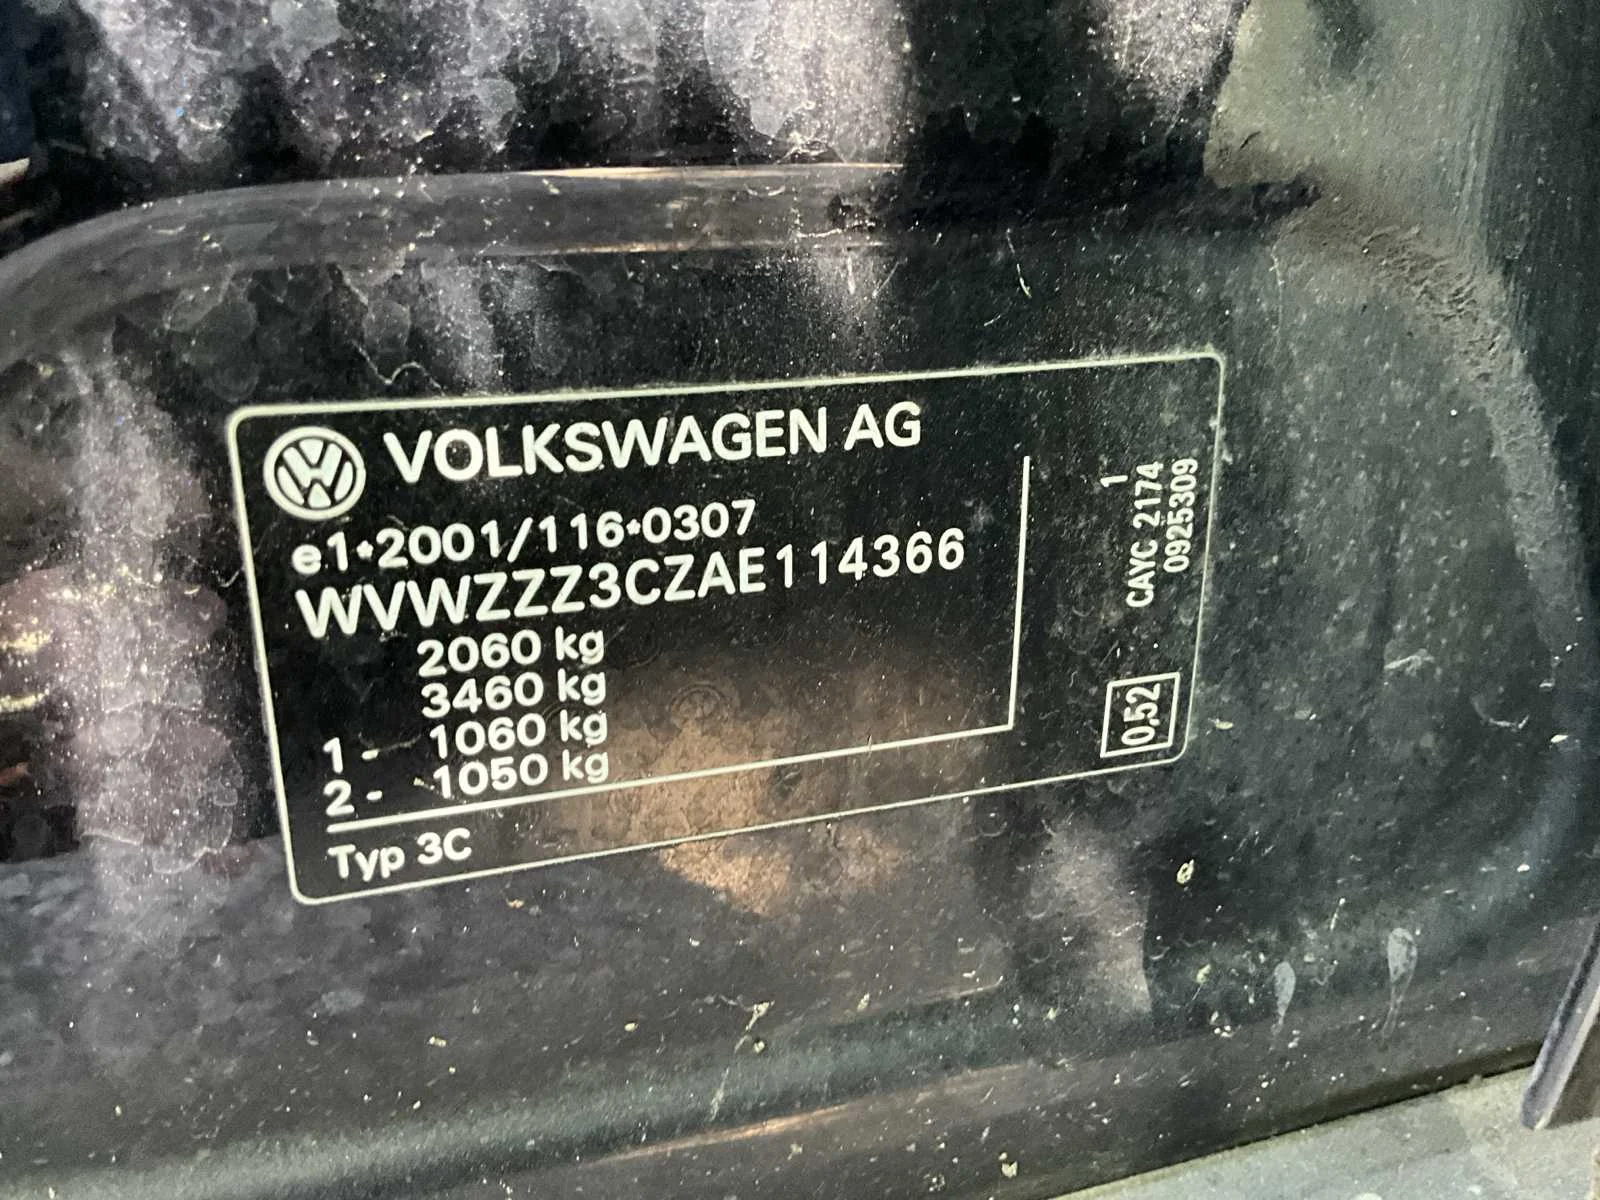 VOLKSWAGEN AG
e1*2001/116*0307
WVWZZZ3CZAE114366
2060 kg
3460 kg
1 - 1060 kg
2 - 1050 kg
Typ 3C
1
CAYC 2174
0925309
0,52